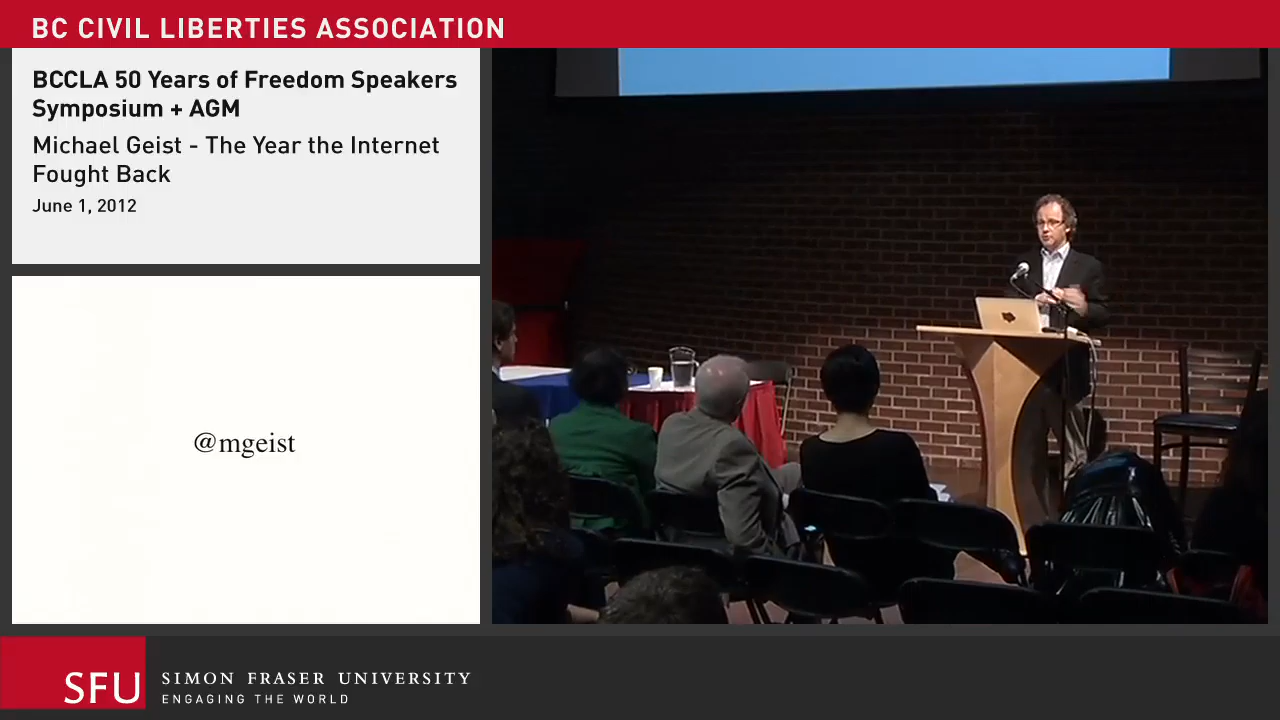 BC CIVIL LIBERTIES ASSOCIATION
BCCLA 50 Years of Freedom Speakers
Symposium + AGM
Michael Geist - The Year the Internet
Fought Back
June 1, 2012
@mgeist
SFU
SIMON FRASER UNIVERSITY
ENGAGING THE WORLD